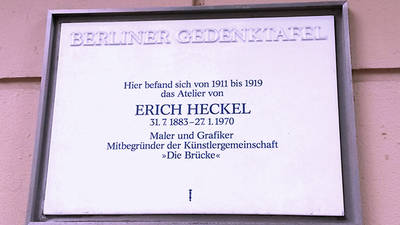 BERLINER GEDENKTAFEL
Hier befand sich von 1911 bis 1919
das Atelier von
ERICH HECKEL
31. 7. 1883 – 27. 1. 1970
Maler und Grafiker
Mitbegründer der Künstlergemeinschaft
»Die Brücke«